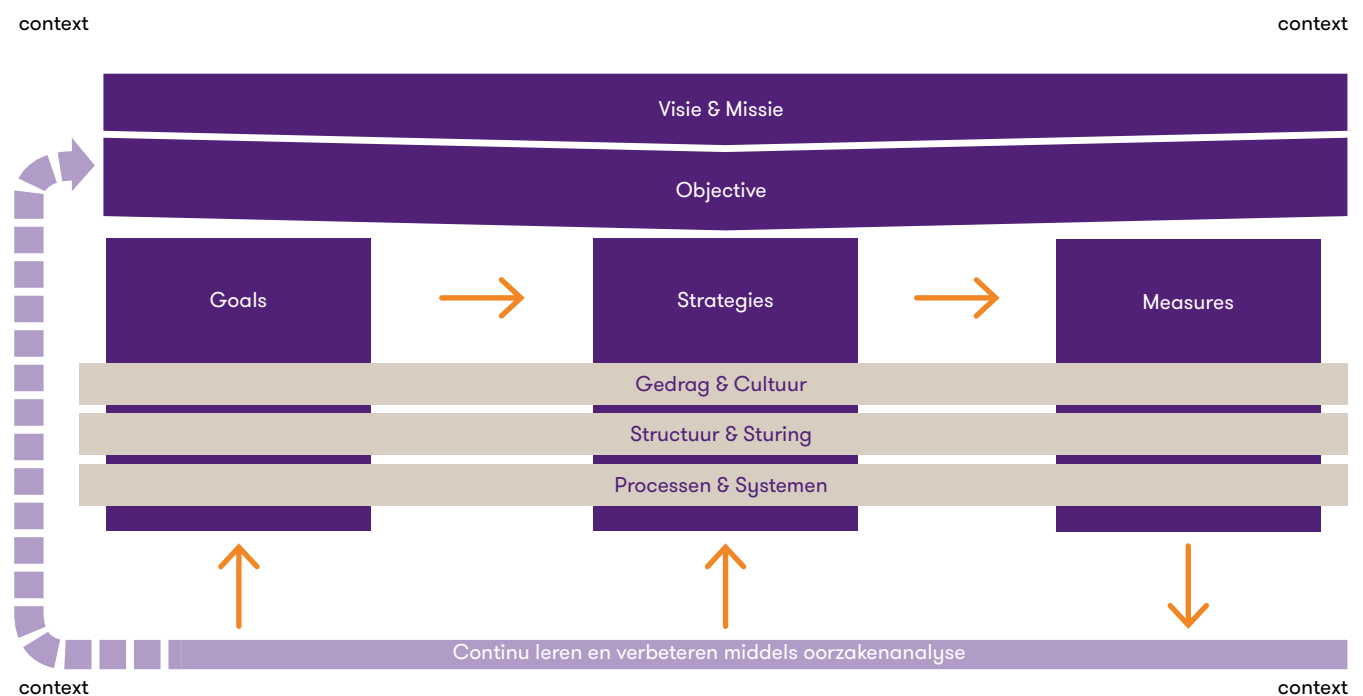 context
context
Visie & Missie
Objective
Goals
Strategies
Measures
Gedrag & Cultuur
Structuur & Sturing
Processen & Systemen
Continu leren en verbeteren middels oorzakenanalyse
context
context